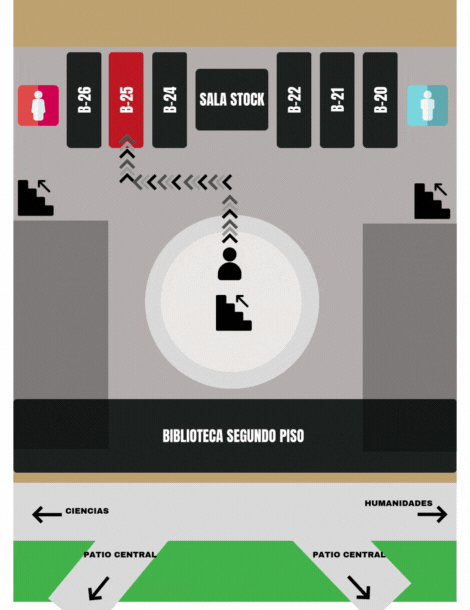 B-26
B-25
B-24
SALA STOCK
B-22
B-21
B-20
BIBLIOTECA SEGUNDO PISO
CIENCIAS
HUMANIDADES
PATIO CENTRAL
PATIO CENTRAL